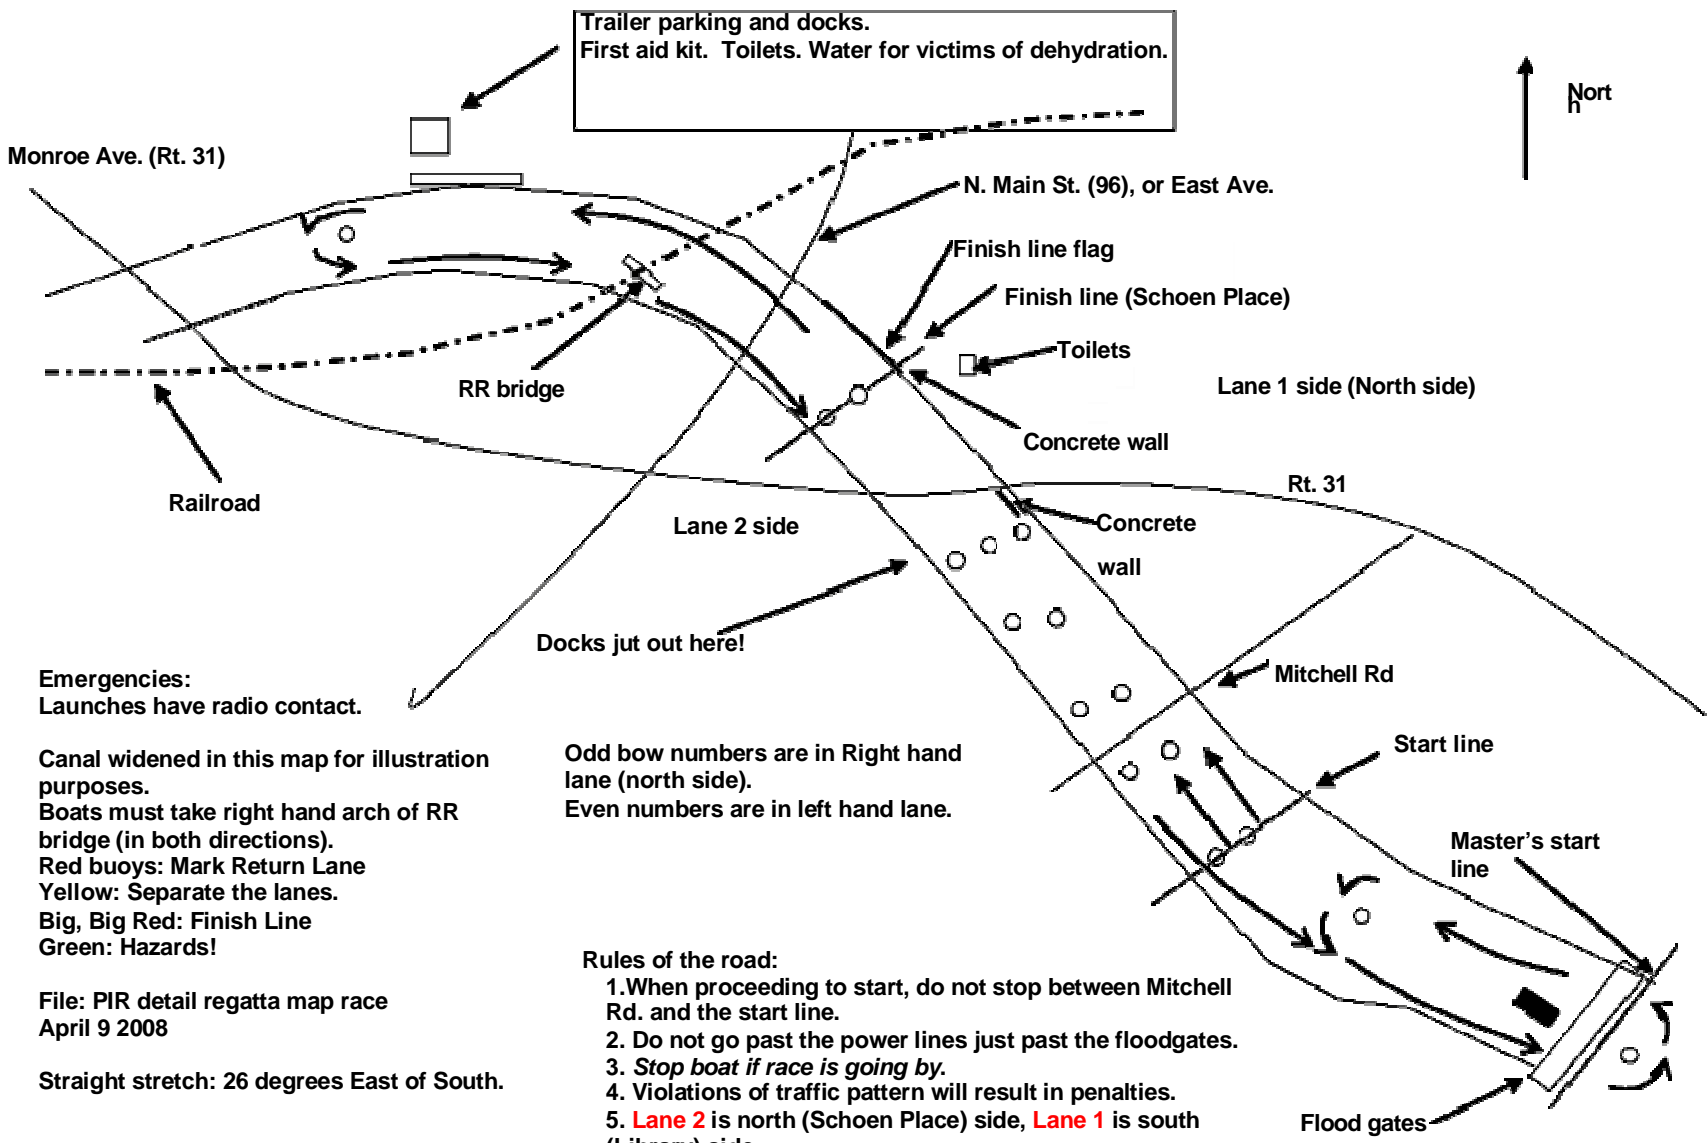 Trailer parking and docks.
First aid kit. Toilets. Water for victims of dehydration.
Nort
h
Monroe Ave. (Rt. 31)
N. Main St. (96), or East Ave.
Finish line flag
Finish line (Schoen Place)
Toilets
RR bridge
Lane 1 side (North side)
Concrete wall
Railroad
Rt. 31
Lane 2 side
Concrete
wall
Docks jut out here!
Mitchell Rd
Emergencies:
Launches have radio contact.
Canal widened in this map for illustration
purposes.
Boats must take right hand arch of RR
bridge (in both directions).
Red buoys: Mark Return Lane
Yellow: Separate the lanes.
Big, Big Red: Finish Line
Green: Hazards!
File: PIR detail regatta map race
April 9 2008
Straight stretch: 26 degrees East of South.
Odd bow numbers are in Right hand
lane (north side).
Even numbers are in left hand lane.
Start line
Master's start
line
Rules of the road:
1.When proceeding to start, do not stop between Mitchell
Rd. and the start line.
2. Do not go past the power lines just past the floodgates.
3. Stop boat if race is going by.
4. Violations of traffic pattern will result in penalties.
5. Lane 2 is north (Schoen Place) side, Lane 1 is south
(Library) side
Flood gates